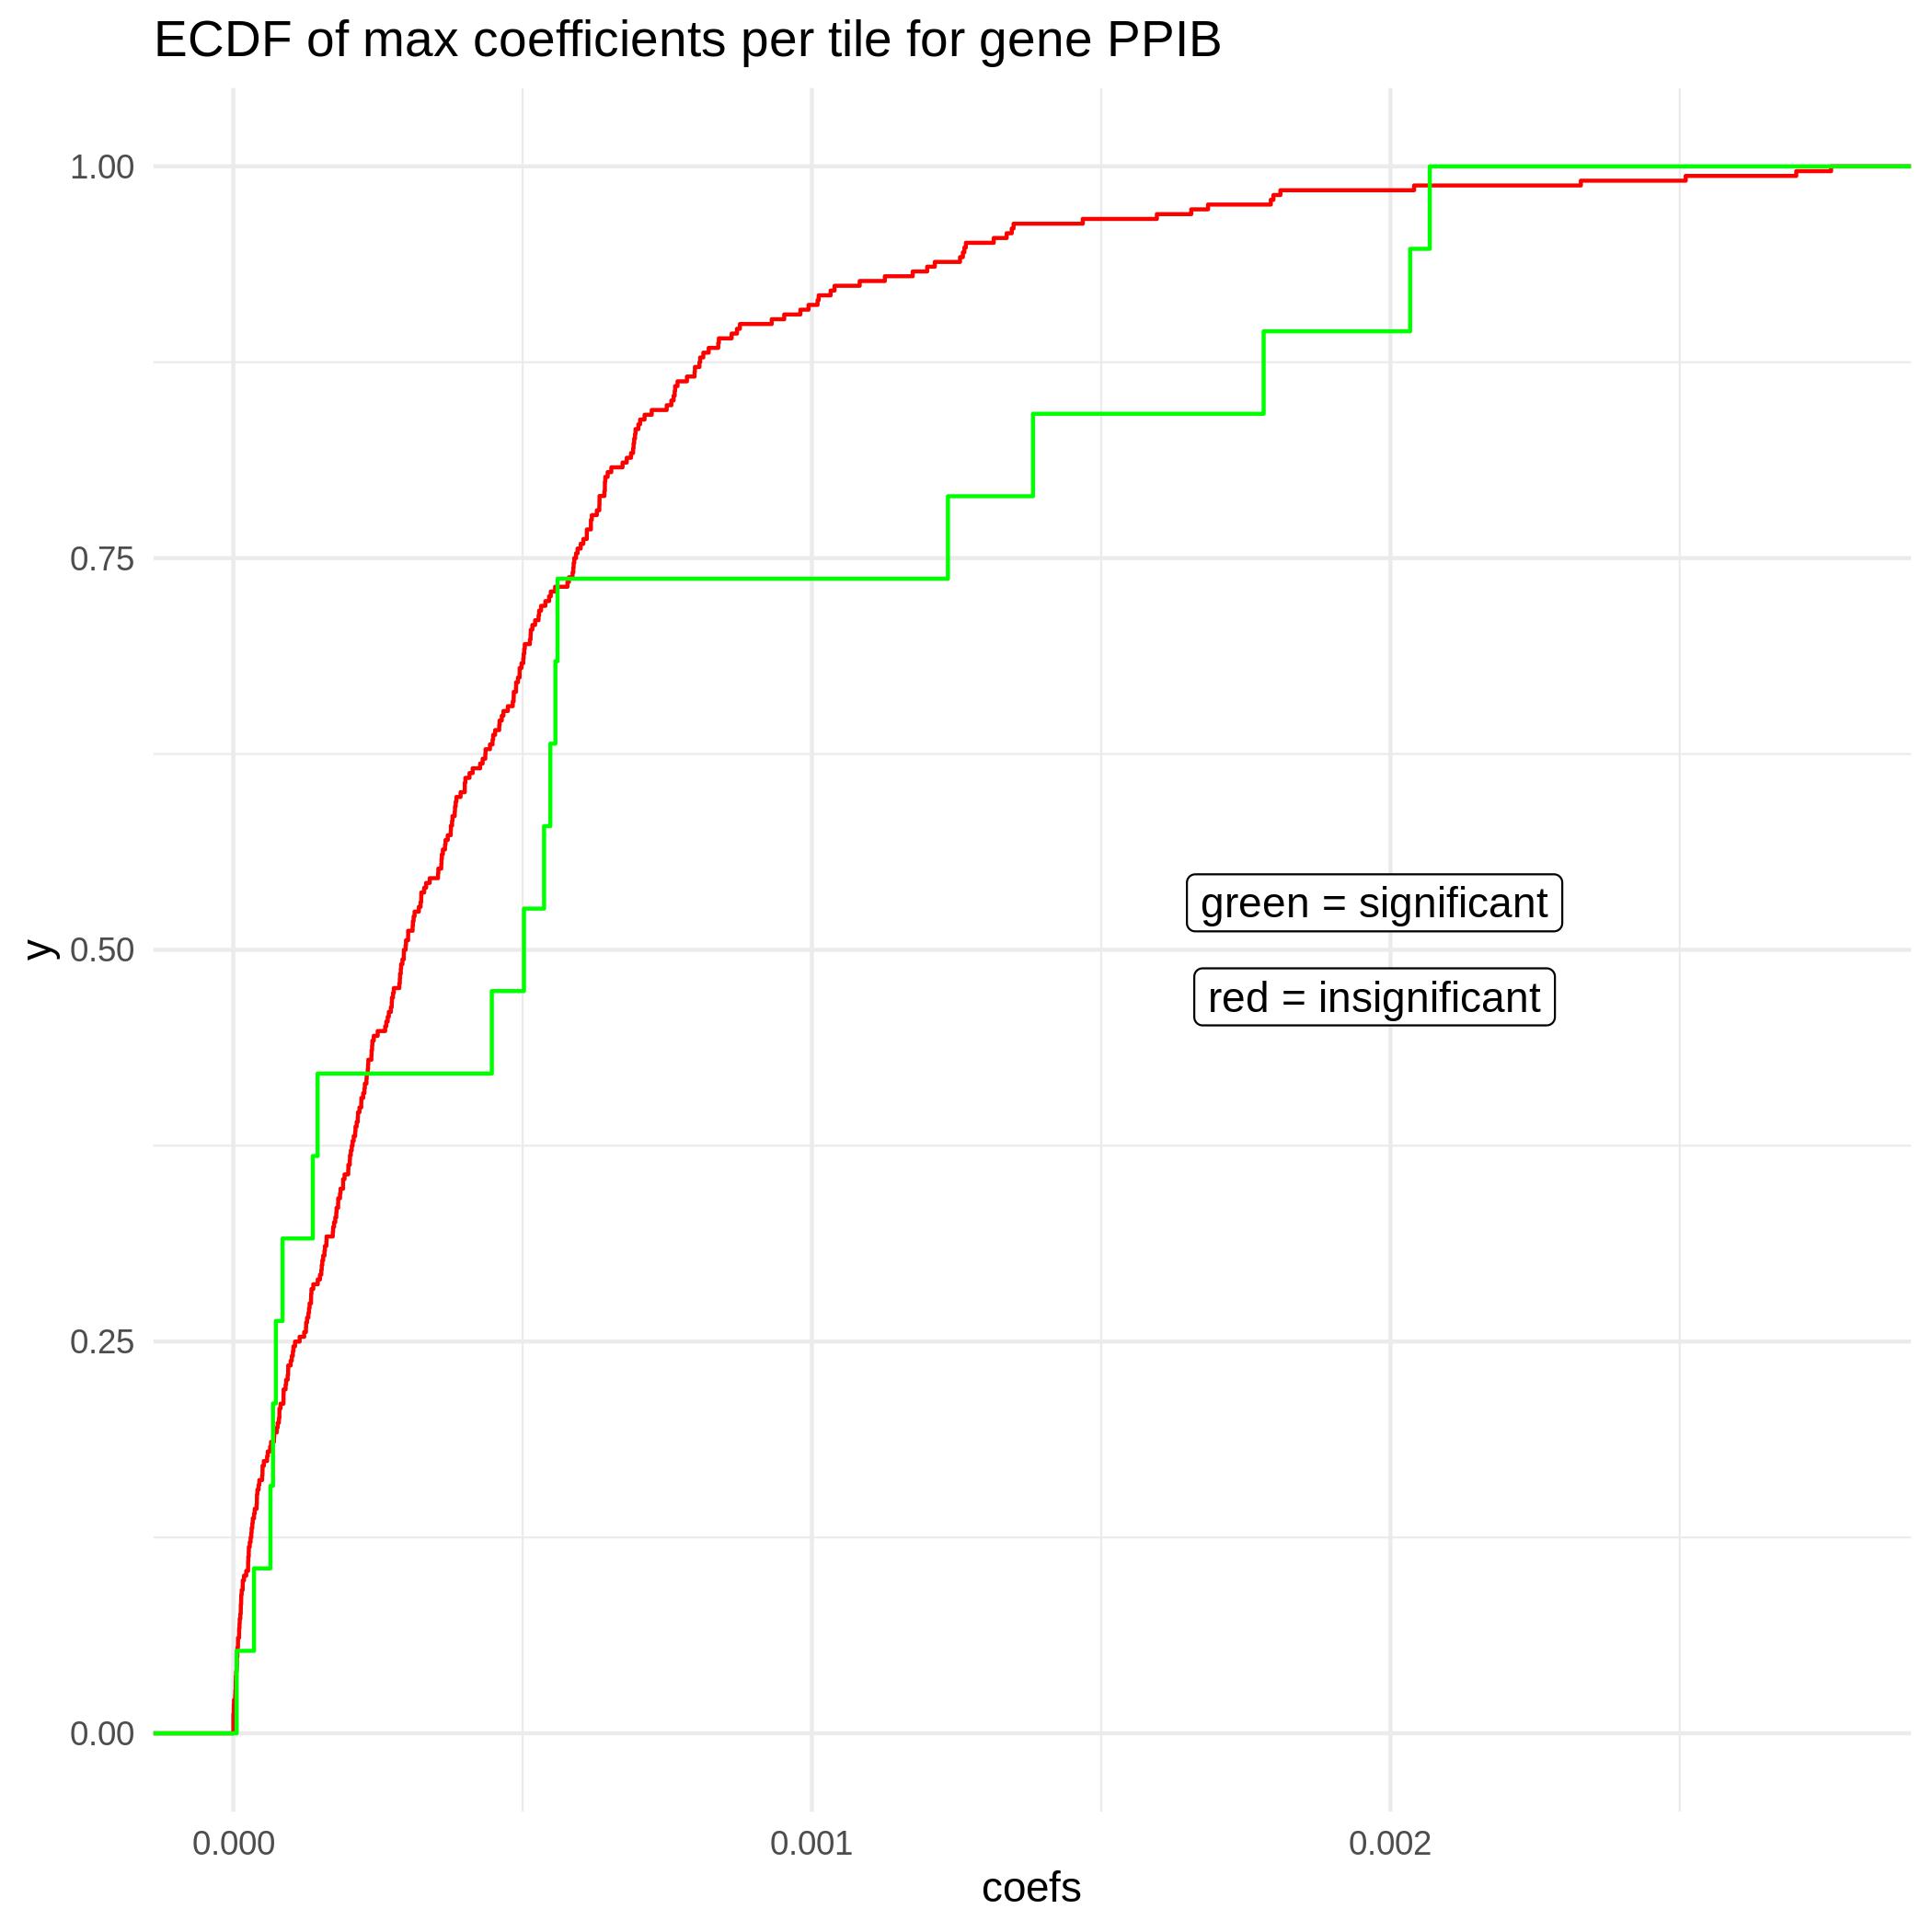 ECDF of max coefficients per tile for gene PPIB
1.00
0.75
0.50
0.25
0.00
y
green = significant
red = insignificant
0.000 0.001 0.002
coefs